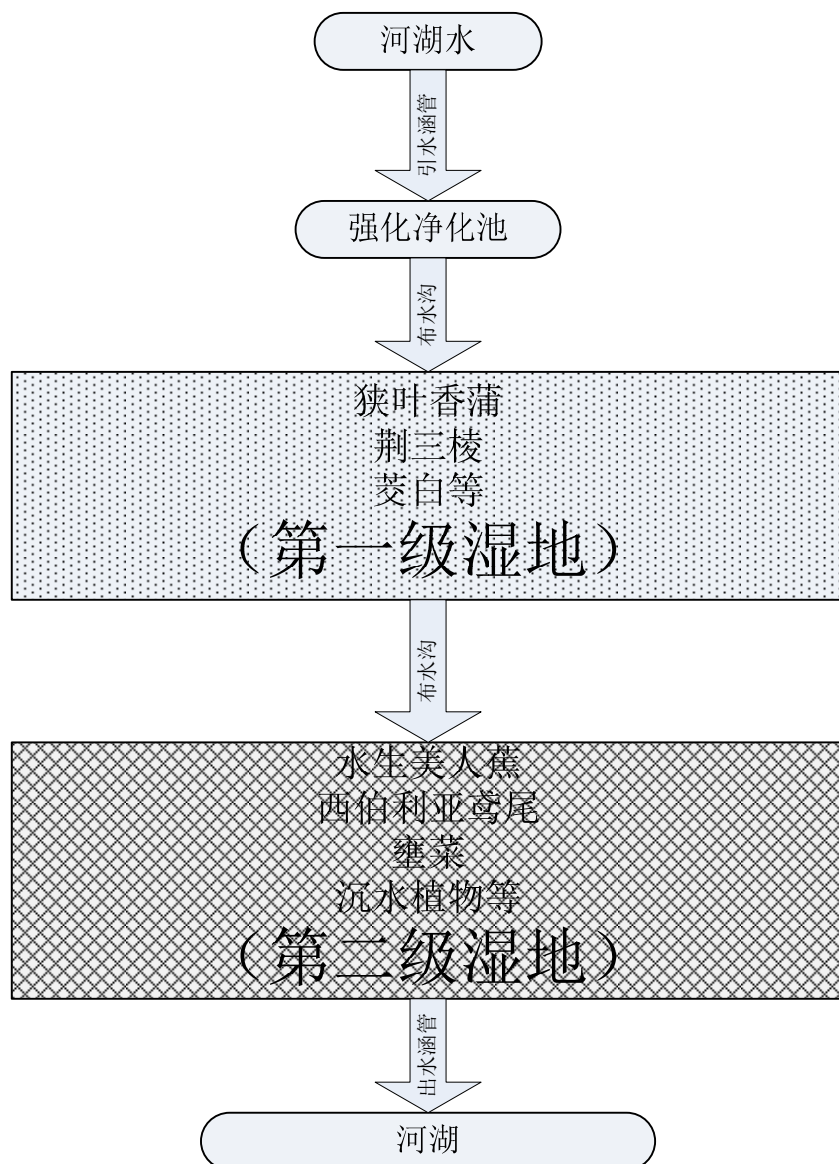 河湖水
引水涵管
强化净化池
布水沟
狭叶香蒲
荆三棱
茭白等
（第一级湿地）
布水沟
水生美人蕉
西伯利亚鸢尾
壅菜
沉水植物等
（第二级湿地）
出水涵管
河湖